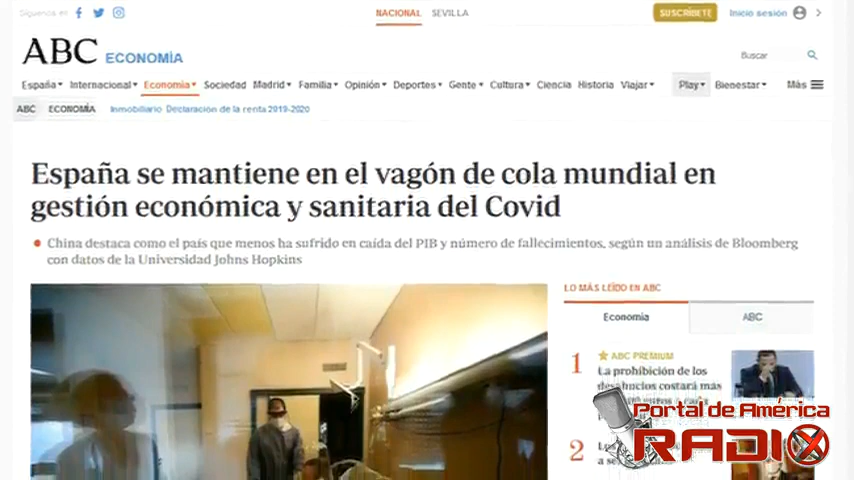 Síguenos en
NACIONAL SEVILLA
SUSCRÍBETE
Inicio sesión
ABC ECONOMÍA
Buscar
España Internacional Economía Sociedad Madrid Familia Opinión Deportes Gente Cultura Ciencia Historia Viajar Play Bienestar Más
ABC ECONOMÍA Inmobiliario Declaración de la renta 2019-2020
España se mantiene en el vagón de cola mundial en
gestión económica y sanitaria del Covid
China destaca como el país que menos ha sufrido en caída del PIB y número de fallecimientos, según un análisis de Bloomberg
con datos de la Universidad Johns Hopkins
LO MÁS LEÍDO EN ABC
Economía ABC
1 ABC PREMIUM
La prohibición de los
desahucios costará más
2
Portal de América
RADIO